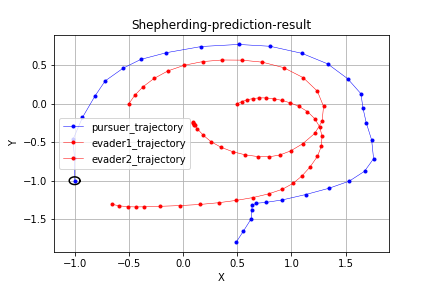 Shepherding-prediction-result
Y
0.5
0.0
−0.5
−1.0
−1.5
pursuer_trajectory
evader1_trajectory
evader2_trajectory
−1.0 −0.5 0.0 0.5 1.0 1.5
X